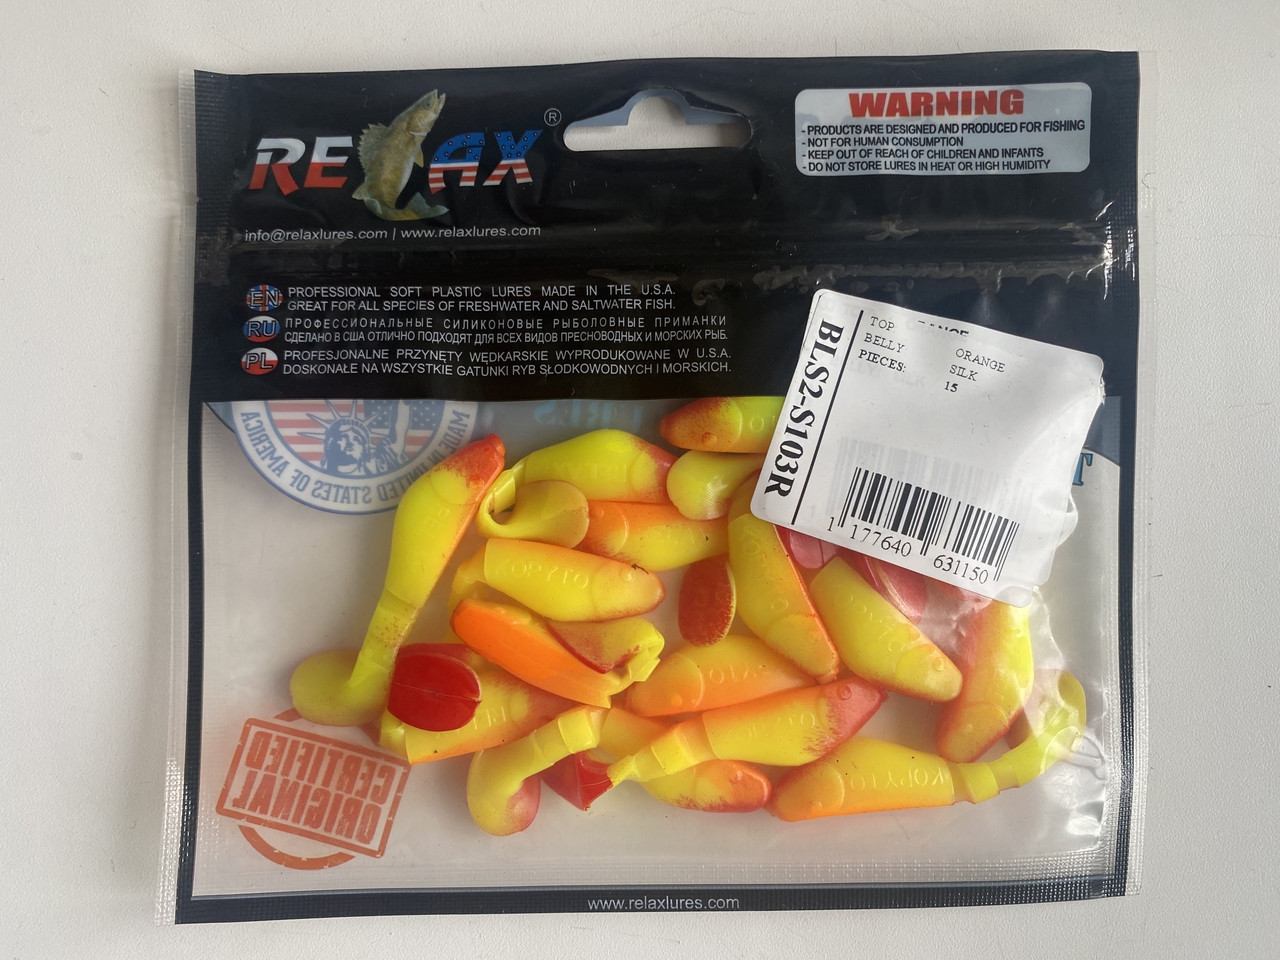 RELAX®
info@relaxlures.com | www.relaxlures.com
WARNING
- PRODUCTS ARE DESIGNED AND PRODUCED FOR FISHING
- NOT FOR HUMAN CONSUMPTION
- KEEP OUT OF REACH OF CHILDREN AND INFANTS
- DO NOT STORE LURES IN HEAT OR HIGH HUMIDITY
EN PROFESSIONAL SOFT PLASTIC LURES MADE IN THE U.S.A.
GREAT FOR ALL SPECIES OF FRESHWATER AND SALTWATER FISH.
RU ПРОФЕССИОНАЛЬНЫЕ СИЛИКОНОВЫЕ РЫБОЛОВНЫЕ ПРИМАНКИ
СДЕЛАНО В США ОТЛИЧНО ПОДХОДЯТ ДЛЯ ВСЕХ ВИДОВ ПРЕСНОВОДНЫХ И МОРСКИХ РЫБ.
PL PROFESJONALNE PRZYNĘTY WĘDKARSKIE WYPRODUKOWANE W U.S.A.
DOSKONAŁE NA WSZYSTKIE GATUNKI RYB SŁODKOWODNYCH I MORSKICH.
BLS2-S103R
TOP
BELLY ORANGE
SILK
PIECES: 15
1 177640 631150
MADE IN UNITED STATES OF AMERICA
KOPYTO
KOPYTO
CERTIFIED
ORIGINAL
www.relaxlures.com